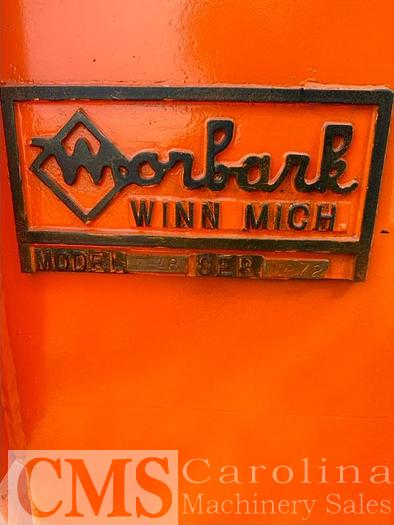 Morbark
WINN MICH
MODEL SER
CMS Carolina
Machinery Sales